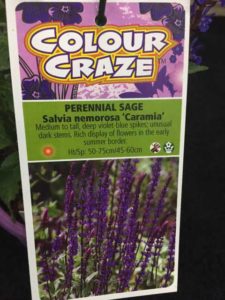 COLOUR
CRAZE™
PERENNIAL SAGE
Salvia nemorosa 'Caramia'
Medium to tall, deep violet-blue spikes; unusual
dark stems. Rich display of flowers in the early
summer border.
Ht/Sp: 50-75cm/45-60cm